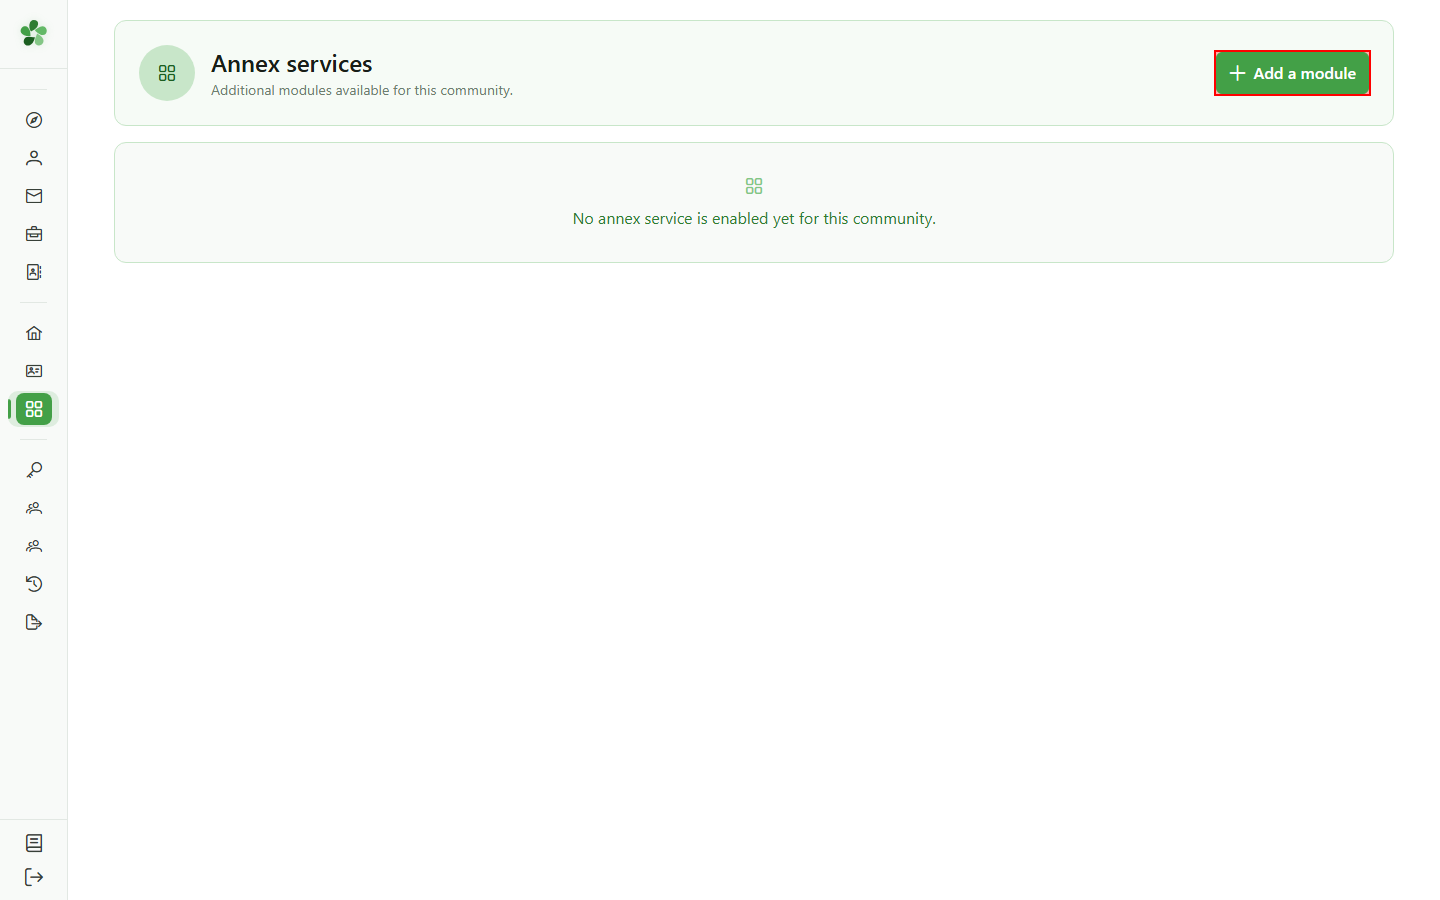 Annex services
Additional modules available for this community.
Add a module
No annex service is enabled yet for this community.